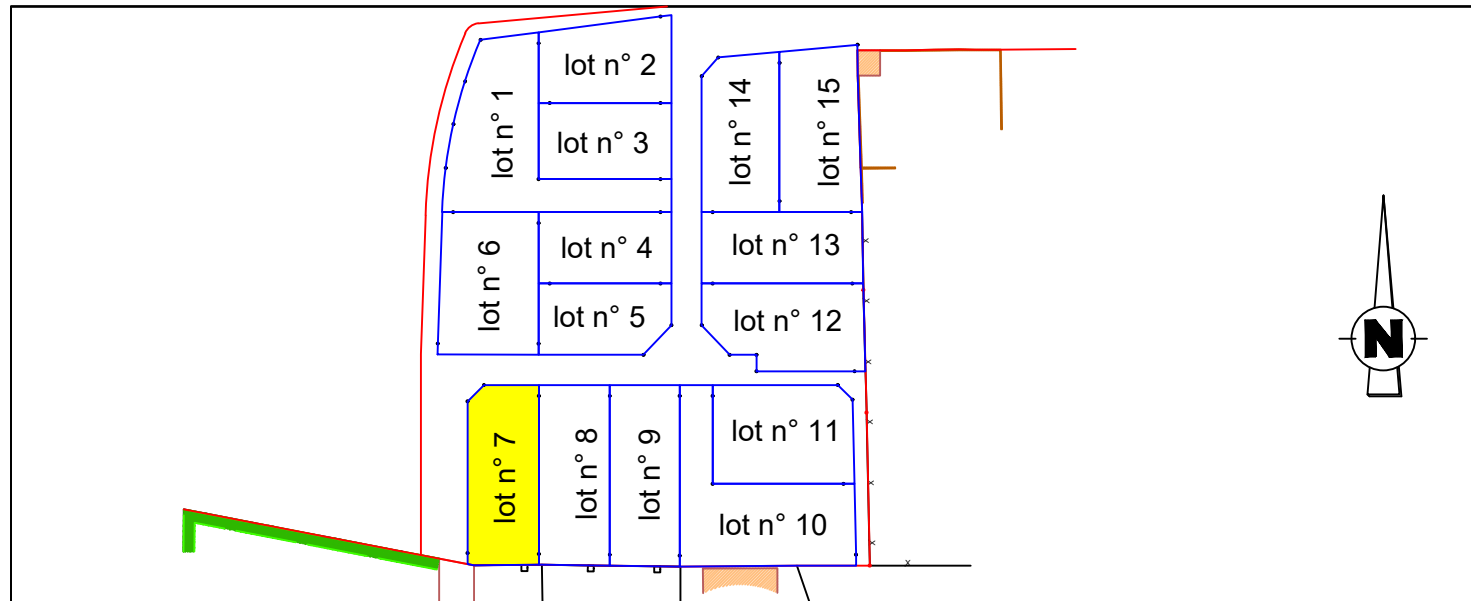 lot n° 2
lot n° 1
lot n° 3
lot n° 14
lot n° 15
lot n° 4
lot n° 6
lot n° 5
lot n° 13
lot n° 12
N
lot n° 7
lot n° 8
lot n° 9
lot n° 11
lot n° 10